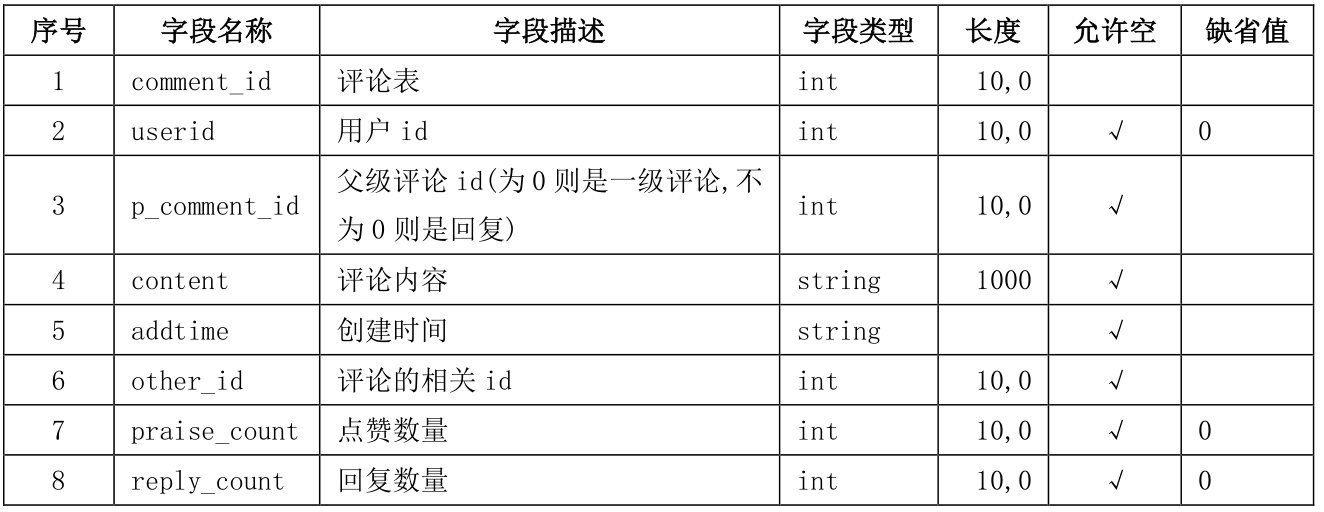 序号 字段名称 字段描述 字段类型 长度 允许空 缺省值
1 comment_id 评论表 int 10,0
2 userid 用户 id int 10,0 √ 0
3 p_comment_id 父级评论 id(为 0 则是一级评论,不 int 10,0 √
为 0 则是回复)
4 content 评论内容 string 1000 √
5 addtime 创建时间 string √
6 other_id 评论的相关 id int 10,0 √
7 praise_count 点赞数量 int 10,0 √ 0
8 reply_count 回复数量 int 10,0 √ 0